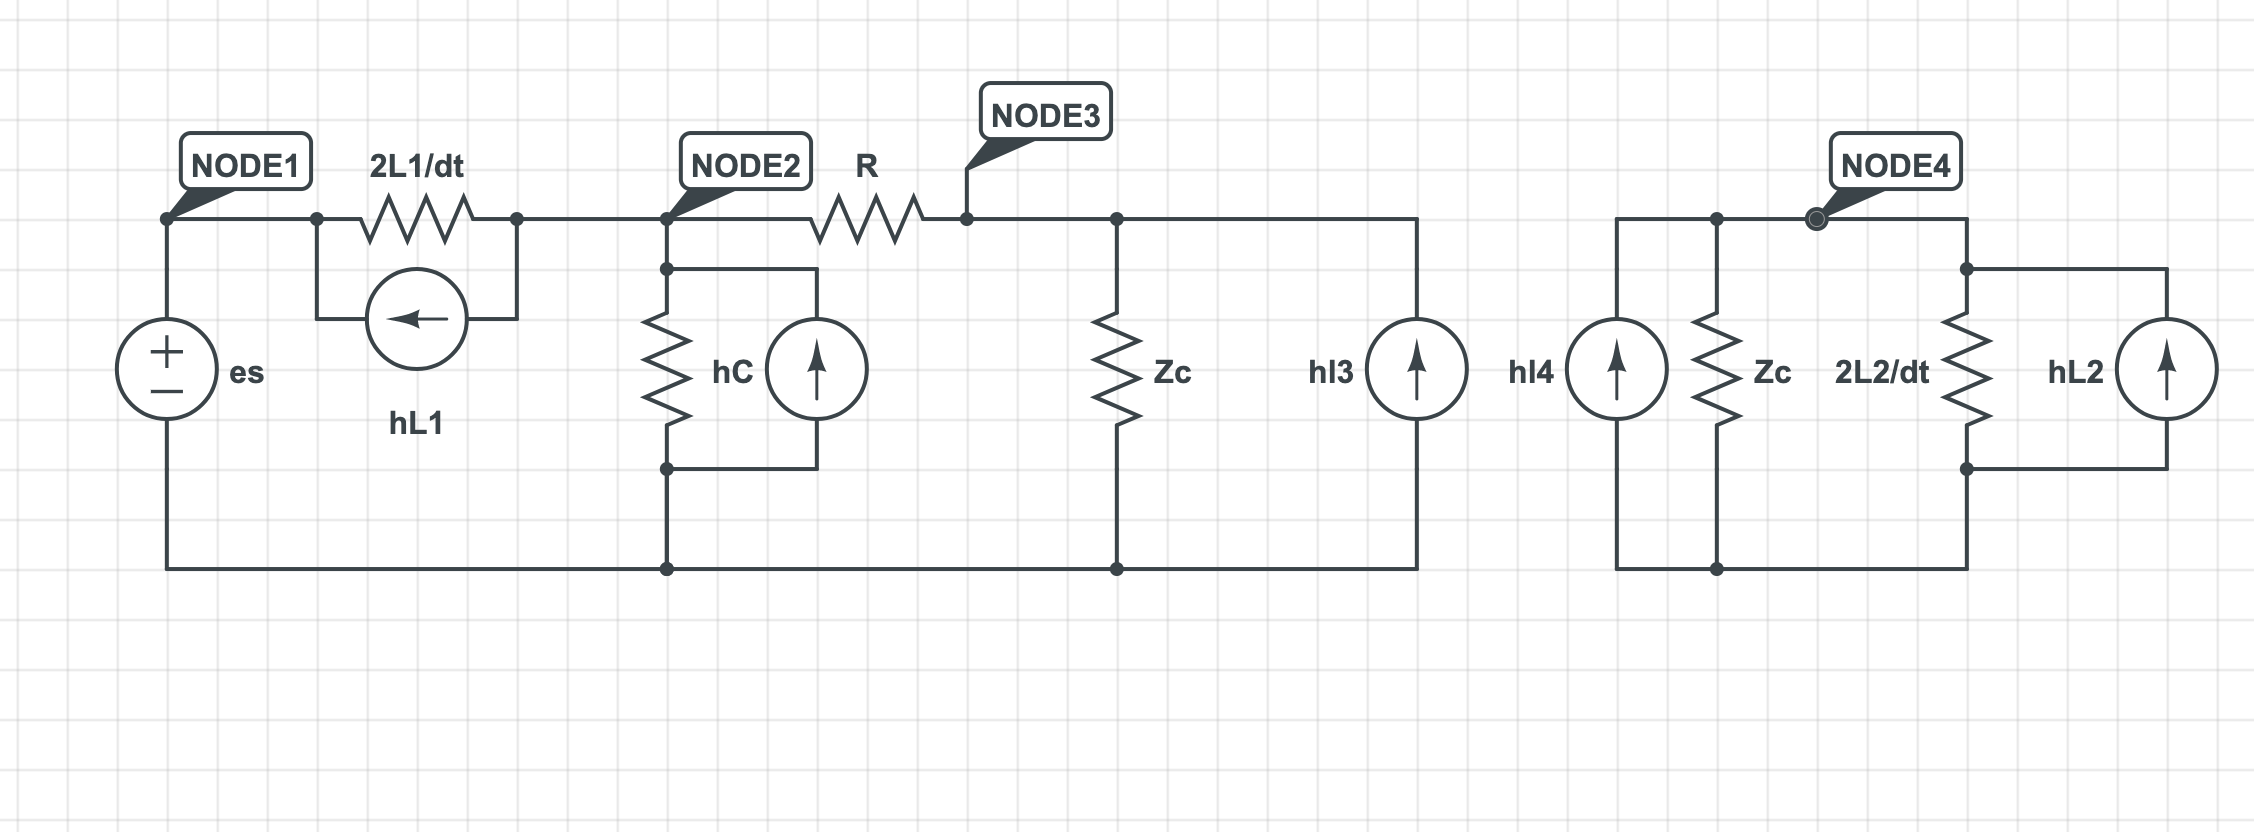 NODE3
NODE1
2L1/dt
NODE2
R
NODE4
es
hC
Zc
hI3
hI4
Zc
2L2/dt
hL2
hL1